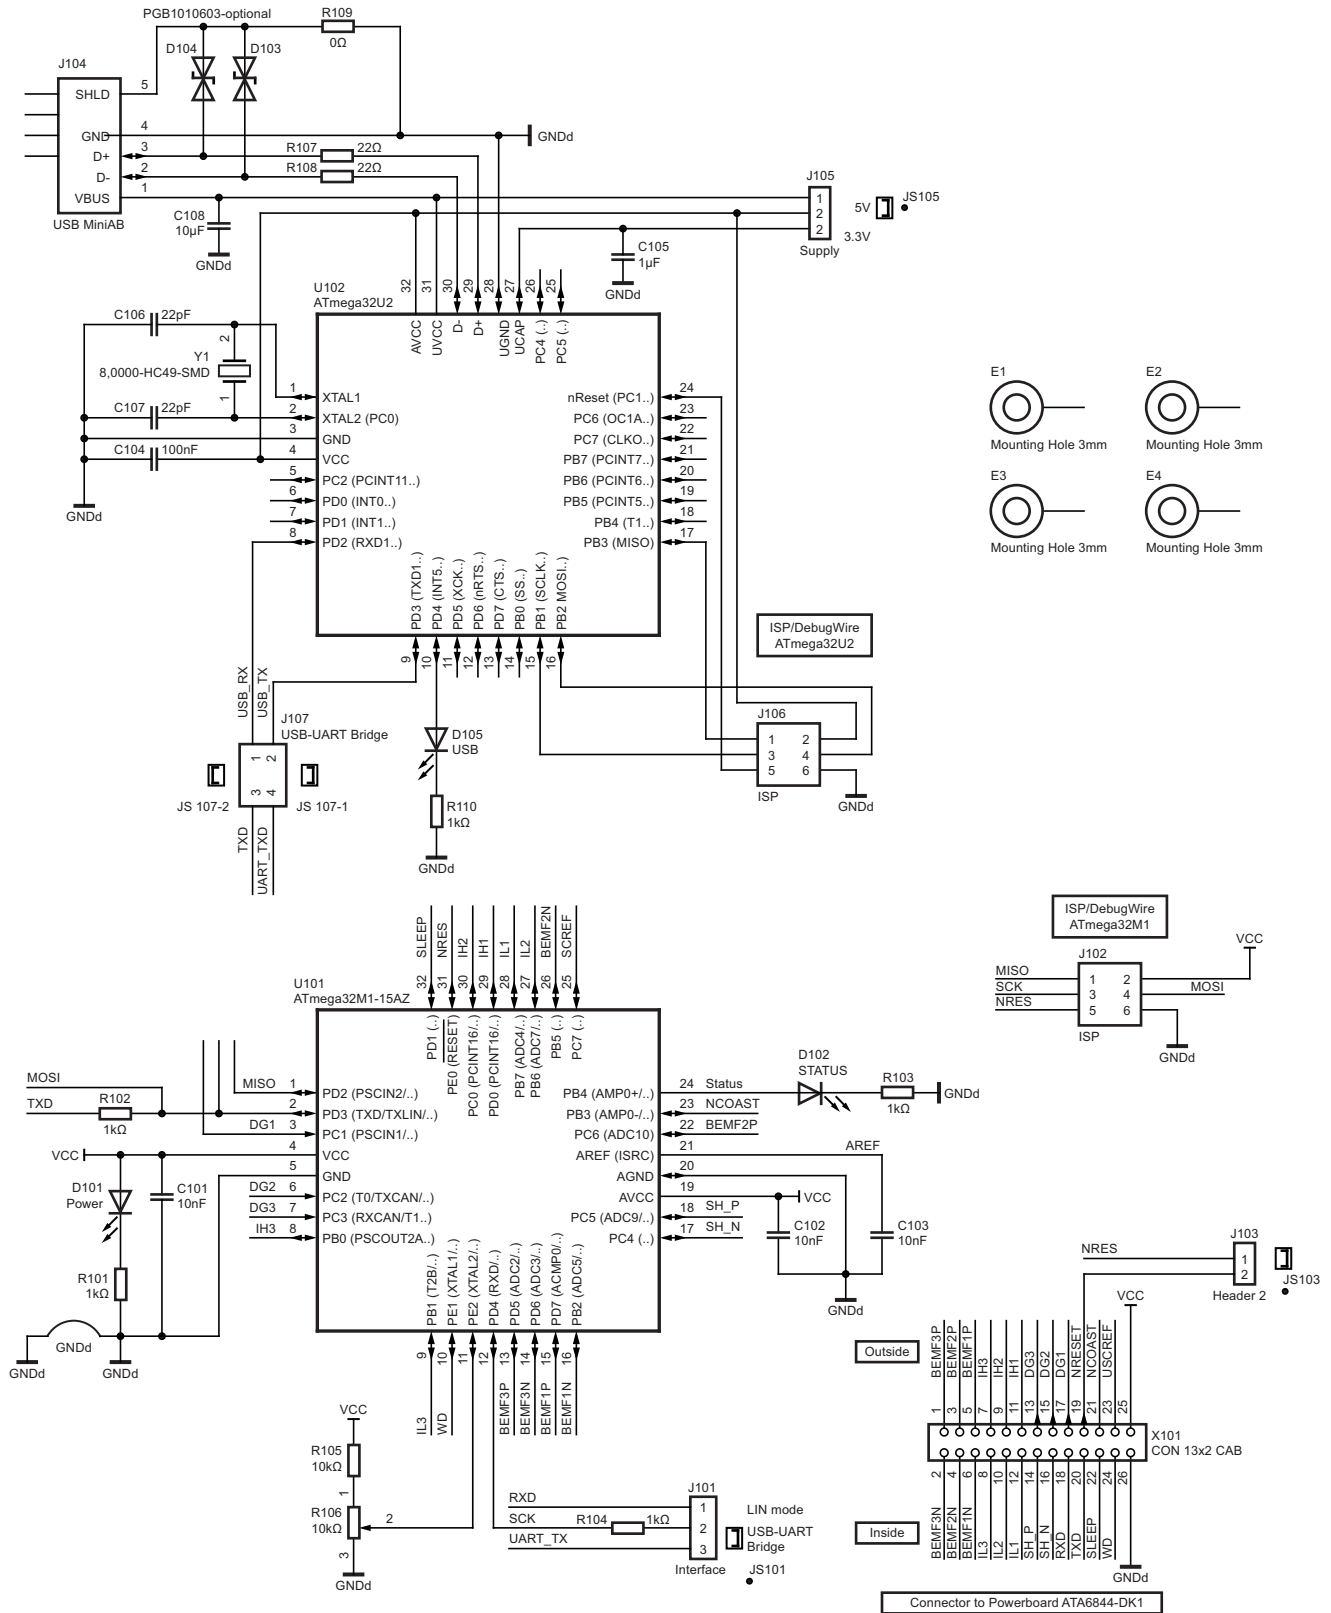 PGB1010603-optional
R109
0Ω
D104
D103
J104
SHLD
5
GND
4
D+
3
D-
2
VBUS
1
USB MiniAB
GNDd
R107
22Ω
R108
22Ω
C108
10µF
GNDd
J105
1
2
2
5V
JS105
3.3V
Supply
C105
1µF
GNDd
U102
ATmega32U2
32
31
30
29
28
27
26
25
AVCC
UVCC
D-
D+
UGND
UCAP
PC4 (..)
PC5 (..)
C106
22pF
2
Y1
8,0000-HC49-SMD
1
C107
22pF
C104
100nF
GNDd
1
XTAL1
2
XTAL2 (PC0)
3
GND
4
VCC
5
PC2 (PCINT11..)
6
PD0 (INT0..)
7
PD1 (INT1..)
8
PD2 (RXD1..)
nReset (PC1..)
24
PC6 (OC1A..)
23
PC7 (CLKO..)
22
PB7 (PCINT7..)
21
PB6 (PCINT6..)
20
PB5 (PCINT5..)
19
PB4 (T1..)
18
PB3 (MISO)
17
PD3 (TXD1..)
PD4 (INT5..)
PD5 (XCK..)
PD6 (nRTS..)
PD7 (CTS..)
PB0 (SS..)
PB1 (SCLK..)
PB2 MOSI..)
9
10
11
12
13
14
15
16
E1
Mounting Hole 3mm
E2
Mounting Hole 3mm
E3
Mounting Hole 3mm
E4
Mounting Hole 3mm
ISP/DebugWire
ATmega32U2
USB_RX
USB_TX
J107
USB-UART Bridge
1
2
3
4
JS 107-2
JS 107-1
TXD
UART_TXD
D105
USB
R110
1kΩ
GNDd
J106
1
2
3
4
5
6
ISP
GNDd
ISP/DebugWire
ATmega32M1
J102
VCC
MISO
1
2
SCK
3
4
MOSI
NRES
5
6
ISP
GNDd
SLEEP
NRES
IH2
IH1
IL1
IL2
BEMF2N
SCREF
32
31
30
29
28
27
26
25
U101
ATmega32M1-15AZ
PD1 (..)
PE0 (RESET)
PC0 (PCINT16/..)
PD0 (PCINT16/..)
PB7 (ADC4/..)
PB6 (ADC7/..)
PB5 (..)
PC7 (..)
MOSI
MISO
1
PD2 (PSCIN2/..)
TXD
R102
1kΩ
2
PD3 (TXD/TXLIN/..)
DG1
3
PC1 (PSCIN1/..)
VCC
4
VCC
5
GND
DG2
6
PC2 (T0/TXCAN/..)
DG3
7
PC3 (RXCAN/T1..)
IH3
8
PB0 (PSCOUT2A..)
D101
Power
C101
10nF
R101
1kΩ
GNDd
GNDd
GNDd
PB4 (AMP0+/..)
24
Status
D102
STATUS
R103
1kΩ
GNDd
PB3 (AMP0-/..)
23
NCOAST
PC6 (ADC10)
22
BEMF2P
AREF (ISRC)
21
AREF
AGND
20
AVCC
19
VCC
PC5 (ADC9/..)
18
SH_P
PC4 (..)
17
SH_N
C102
10nF
C103
10nF
GNDd
PB1 (T2B/..)
PE1 (XTAL1/..)
PE2 (XTAL2/..)
PD4 (RXD/..)
PD5 (ADC2/..)
PD6 (ADC3/..)
PD7 (ACMP0/..)
PB2 (ADC5/..)
9
10
11
12
13
14
15
16
IL3
WD
BEMF3P
BEMF3N
BEMF1P
BEMF1N
VCC
R105
10kΩ
1
R106
10kΩ
2
3
GNDd
J101
RXD
1
LIN mode
SCK
R104
1kΩ
2
USB-UART
Bridge
UART_TX
3
Interface
JS101
NRES
J103
1
2
Header 2
JS103
VCC
Outside
BEMF3P
BEMF2P
BEMF1P
IH3
IH2
IH1
DG3
DG2
DG1
NRESET
NCOAST
USCREF
1
3
5
7
9
11
13
15
17
19
21
23
25
X101
CON 13x2 CAB
2
4
6
8
10
12
14
16
18
20
22
24
26
Inside
BEMF3N
BEMF2N
BEMF1N
IL3
IL2
IL1
SH_P
SH_N
RXD
TXD
SLEEP
WD
GNDd
Connector to Powerboard ATA6844-DK1